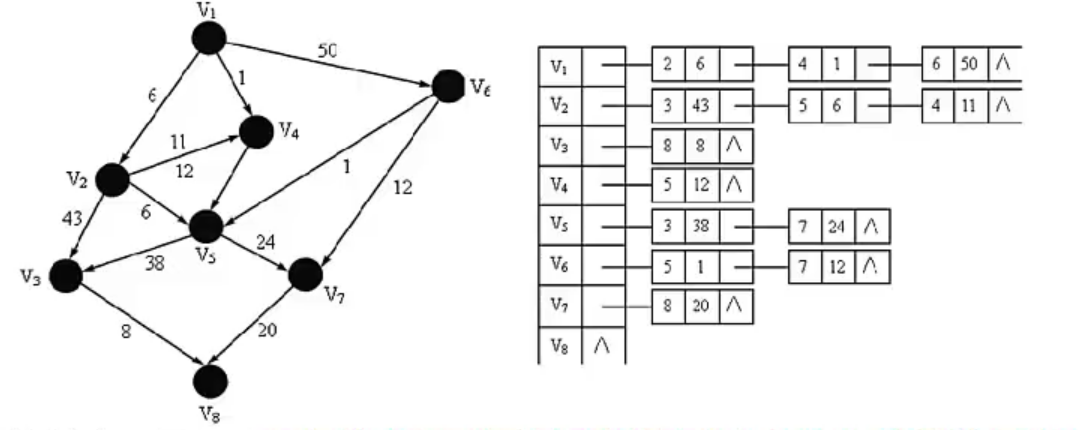 V1
50
1
6
V6
V4
11
12
1
12
V2
6
43
24
V5
38
V3
V7
8
20
V8
V1 2 6 4 1 6 50 ∧
V2 3 43 5 6 4 11 ∧
V3 8 8 ∧
V4 5 12 ∧
V5 3 38 7 24 ∧
V6 5 1 7 12 ∧
V7 8 20 ∧
V8 ∧